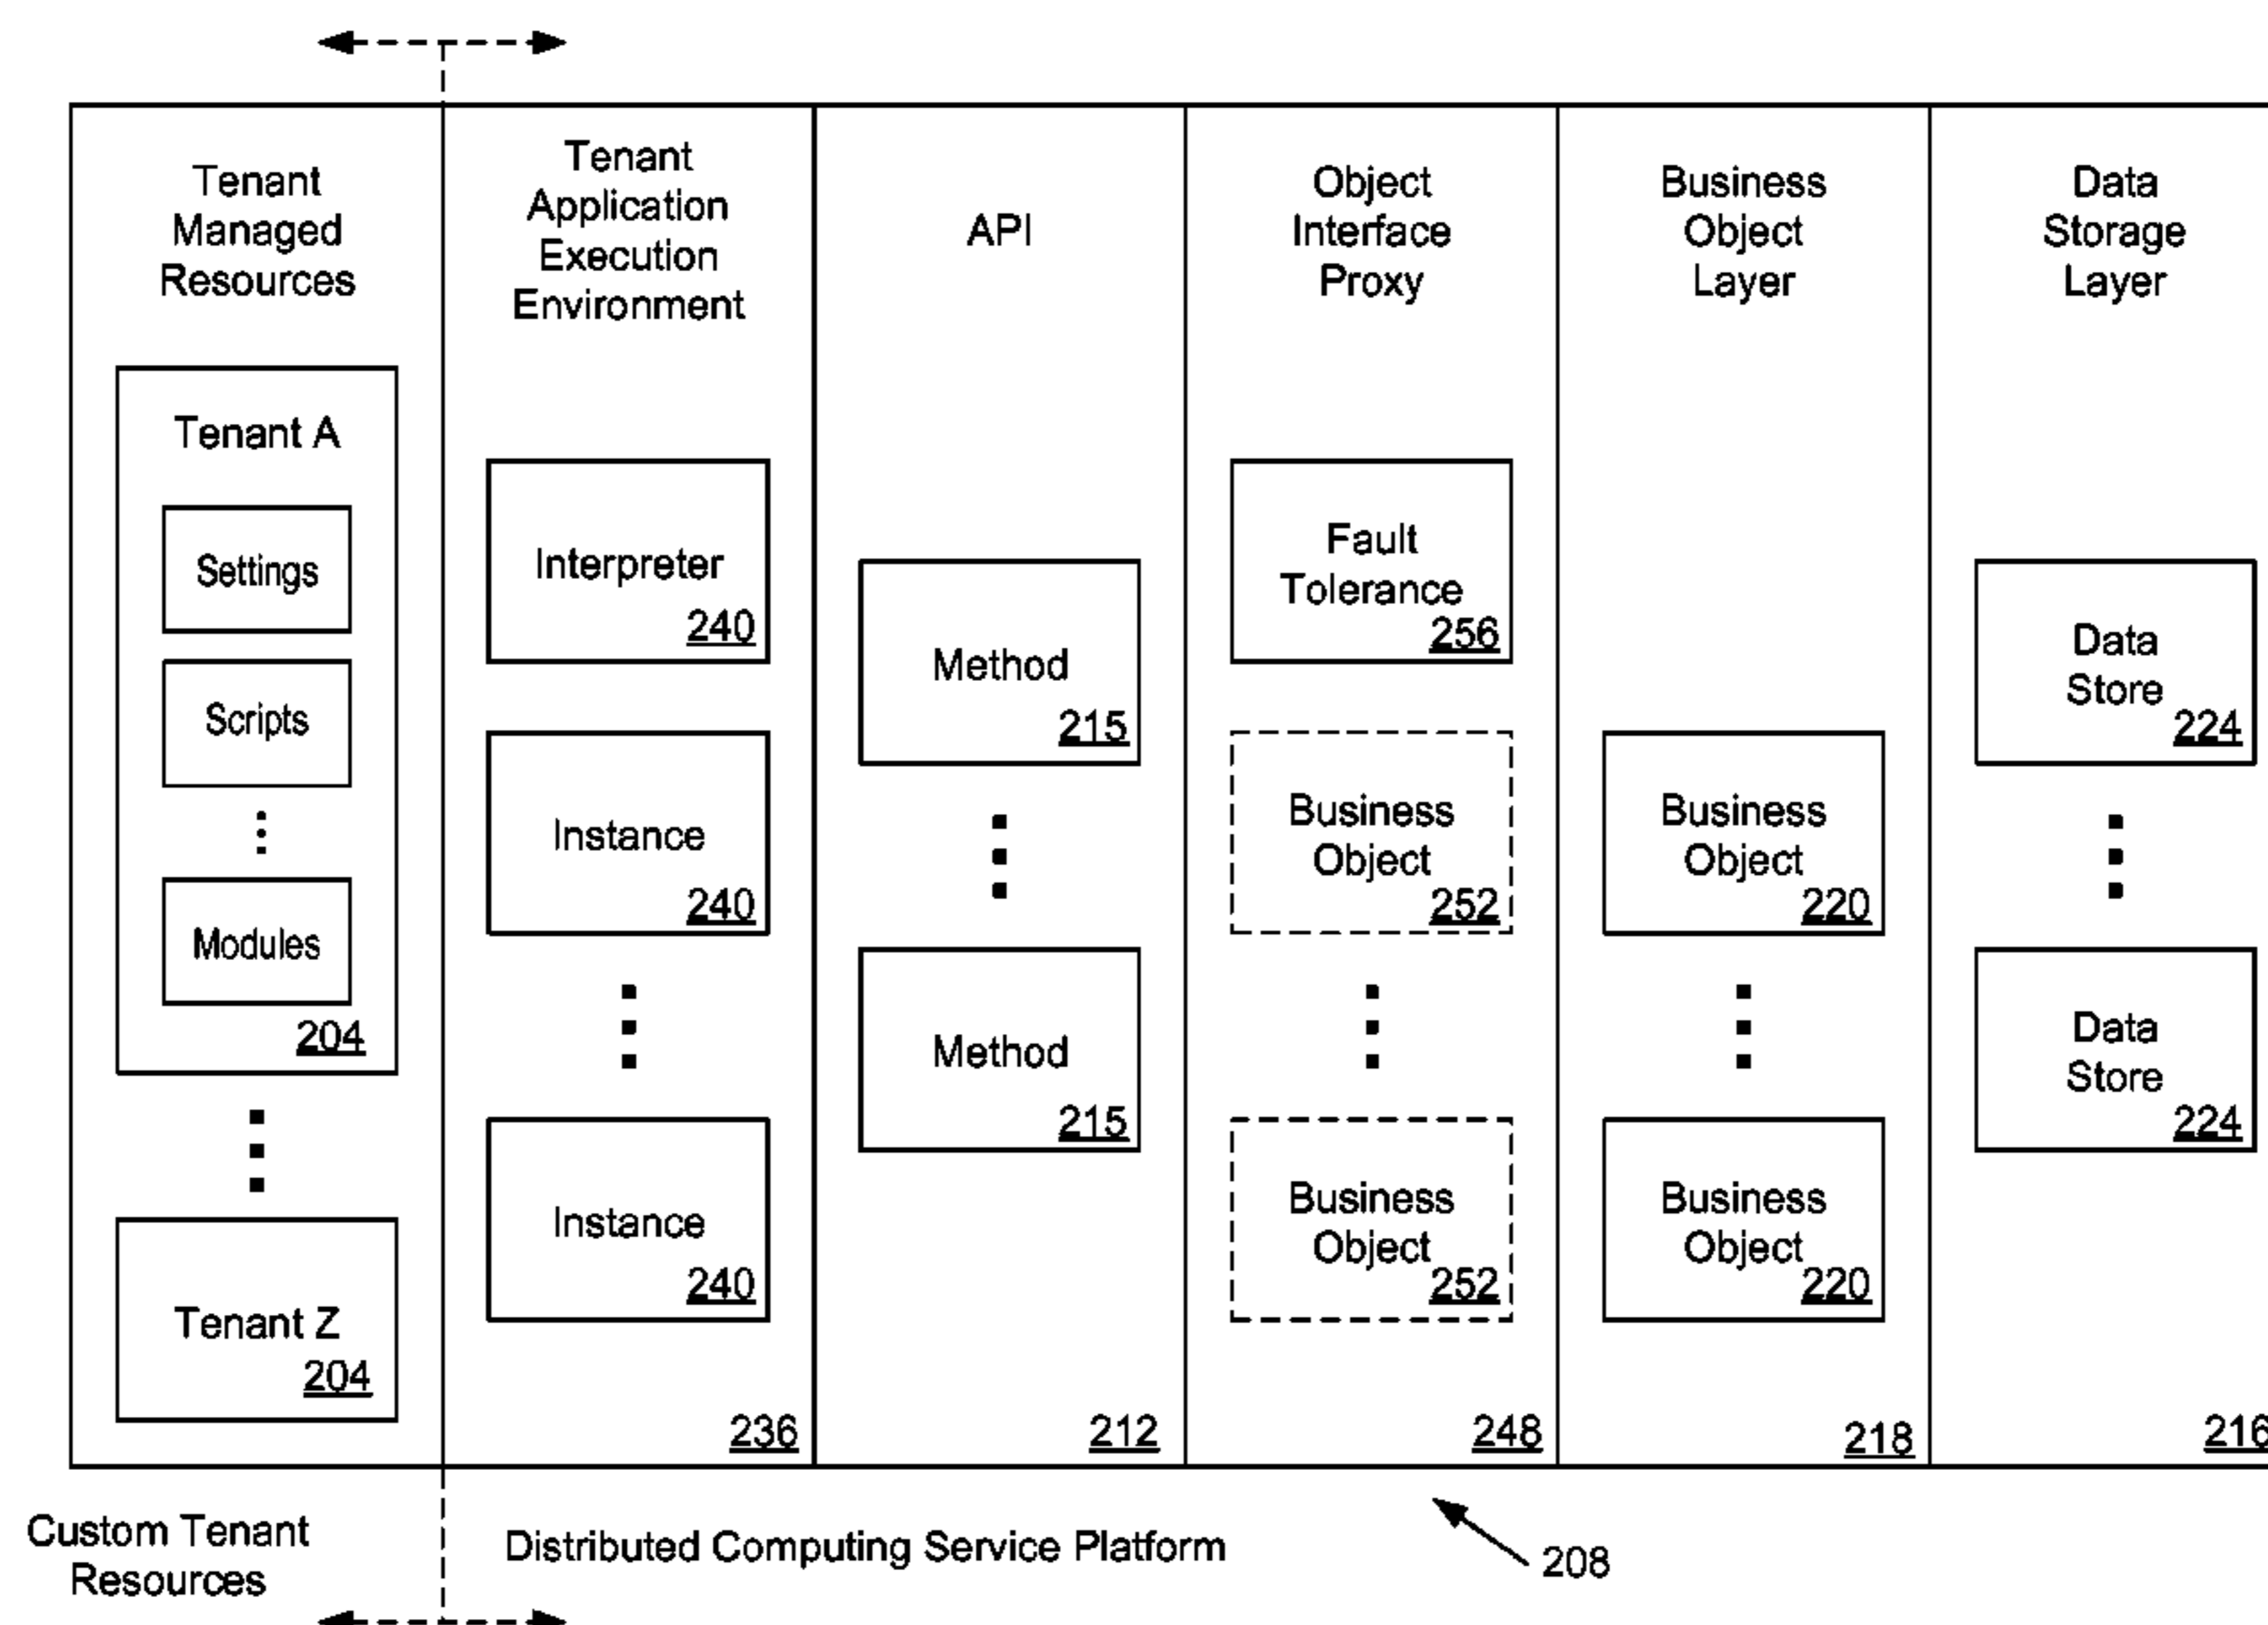 Tenant
Managed
Resources
Tenant A
Settings
Scripts
Modules
204
Tenant Z
204
Tenant
Application
Execution
Environment
Interpreter
240
Instance
240
Instance
240
236
API
Method
215
Method
215
212
Object
Interface
Proxy
Fault
Tolerance
256
Business
Object
252
Business
Object
252
248
Business
Object
Layer
Business
Object
220
Business
Object
220
218
Data
Storage
Layer
Data
Store
224
Data
Store
224
216
Custom Tenant
Resources
Distributed Computing Service Platform
208